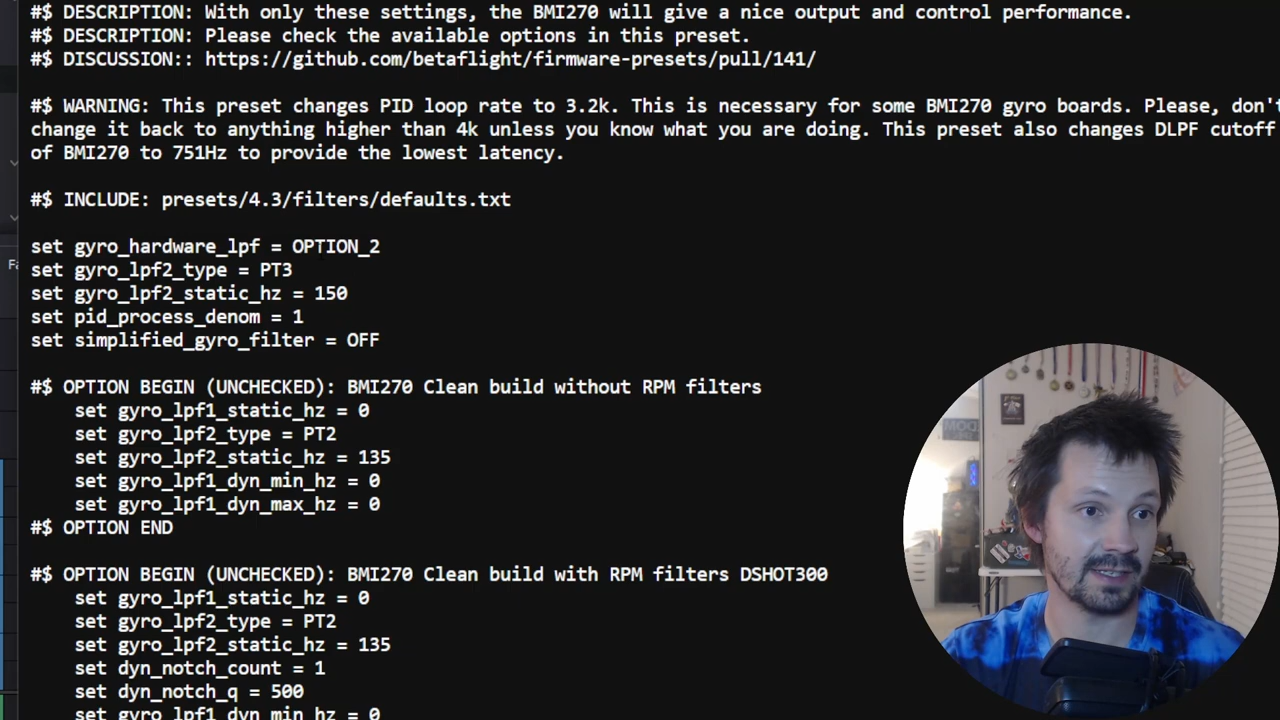 #$ DESCRIPTION: With only these settings, the BMI270 will give a nice output and control performance.
#$ DESCRIPTION: Please check the available options in this preset.
#$ DISCUSSION:: https://github.com/betaflight/firmware-presets/pull/141/
#$ WARNING: This preset changes PID loop rate to 3.2k. This is necessary for some BMI270 gyro boards. Please, don't
change it back to anything higher than 4k unless you know what you are doing. This preset also changes DLPF cutoff
of BMI270 to 751Hz to provide the lowest latency.
#$ INCLUDE: presets/4.3/filters/defaults.txt
set gyro_hardware_lpf = OPTION_2
set gyro_lpf2_type = PT3
set gyro_lpf2_static_hz = 150
set pid_process_denom = 1
set simplified_gyro_filter = OFF
#$ OPTION BEGIN (UNCHECKED): BMI270 Clean build without RPM filters
set gyro_lpf1_static_hz = 0
set gyro_lpf2_type = PT2
set gyro_lpf2_static_hz = 135
set gyro_lpf1_dyn_min_hz = 0
set gyro_lpf1_dyn_max_hz = 0
#$ OPTION END
#$ OPTION BEGIN (UNCHECKED): BMI270 Clean build with RPM filters DSHOT300
set gyro_lpf1_static_hz = 0
set gyro_lpf2_type = PT2
set gyro_lpf2_static_hz = 135
set dyn_notch_count = 1
set dyn_notch_q = 500
set gyro_lpf1_dyn_min_hz = 0